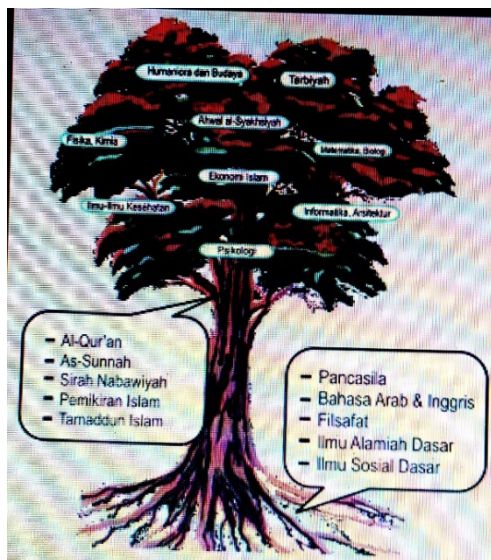 Humaniora dan Budaya
Tarbiyah
Ahwal al-Syakhsiyah
Fisika, Kimia
Matematika, Biologi
Ekonomi Islam
Ilmu-Ilmu Kesehatan
Informatika, Arsitektur
Psikologi
- Al-Qur'an
- As-Sunnah
- Sirah Nabawiyah
- Pemikiran Islam
- Tamaddun Islam
- Pancasila
- Bahasa Arab & Inggris
- Filsafat
- Ilmu Alamiah Dasar
- Ilmu Sosial Dasar